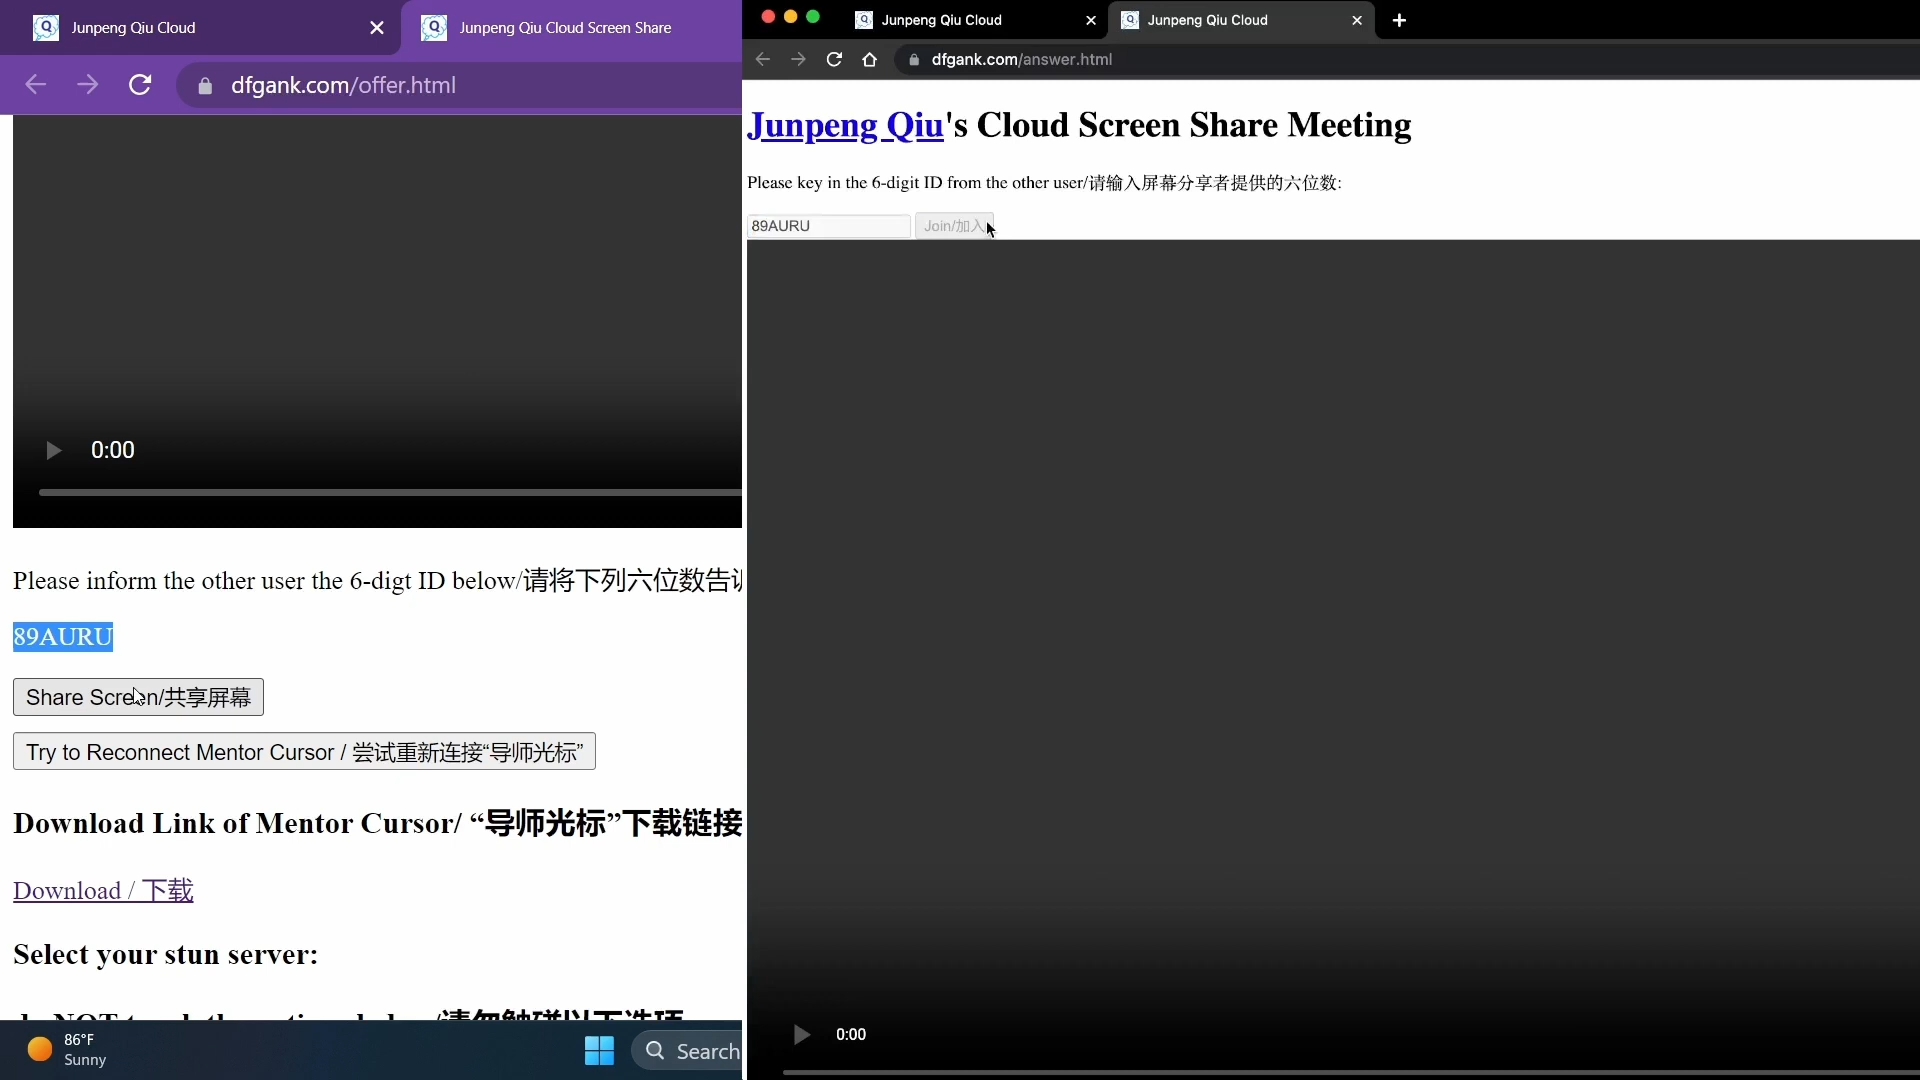 Junpeng Qiu Cloud
Junpeng Qiu Cloud Screen Share
dfgank.com/offer.html
0:00
Please inform the other user the 6-digt ID below/请将下列六位数告
89AURU
Share Screen/共享屏幕
Try to Reconnect Mentor Cursor / 尝试重新连接“导师光标”
Download Link of Mentor Cursor/ “导师光标”下载链接
Download / 下载
Select your stun server:
86°F
Sunny
Search
Junpeng Qiu Cloud
Junpeng Qiu Cloud
dfgank.com/answer.html
Junpeng Qiu's Cloud Screen Share Meeting
Please key in the 6-digit ID from the other user/请输入屏幕分享者提供的六位数:
89AURU
Join/加入
0:00